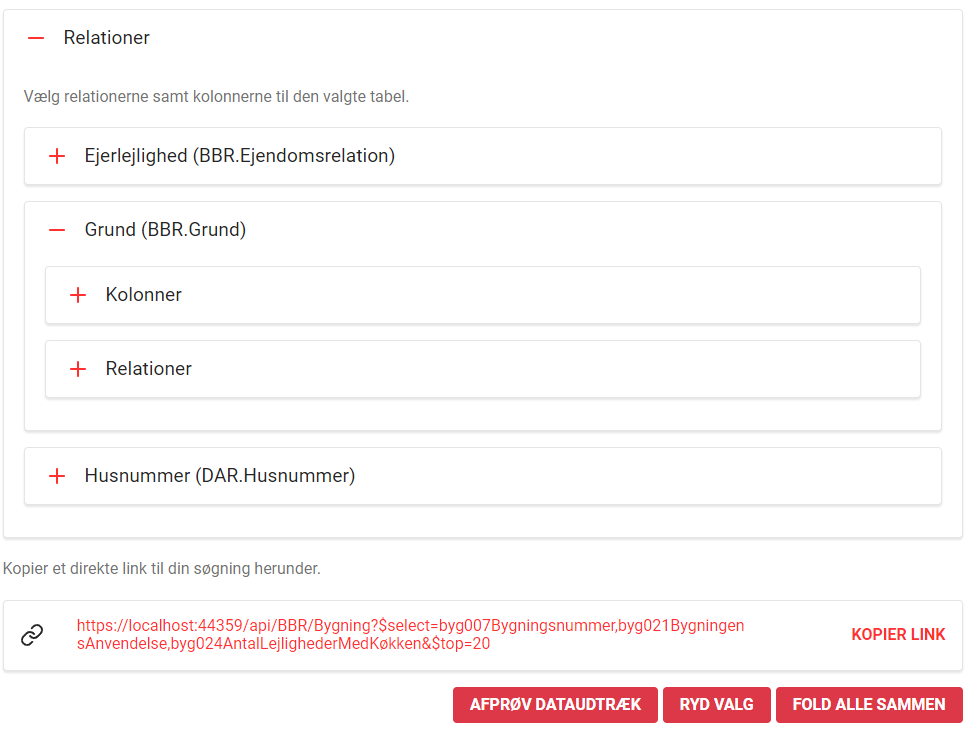 Relationer
Vælg relationerne samt kolonnerne til den valgte tabel.
Ejerlejlighed (BBR.Ejendomsrelation)
Grund (BBR.Grund)
Kolonner
Relationer
Husnummer (DAR.Husnummer)
Kopier et direkte link til din søgning herunder.
https://localhost:44359/api/BBR/Bygning?$select=byg007Bygningsnummer,byg021Bygningen
sAnvendelse,byg024AntalLejlighederMedKøkken&$top=20
KOPIER LINK
AFPRØV DATAUDTRÆK
RYD VALG
FOLD ALLE SAMMEN